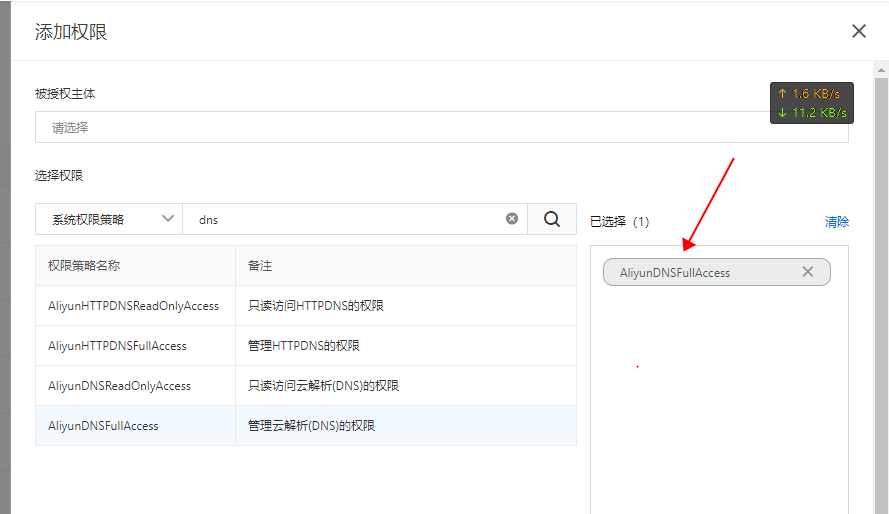 添加权限
被授权主体
↑ 1.6 KB/s
↓ 11.2 KB/s
请选择
选择权限
系统权限策略 dns
已选择（1） 清除
权限策略名称 备注
AliyunDNSFullAccess
AliyunHTTPDNSReadOnlyAccess 只读访问HTTPDNS的权限
AliyunHTTPDNSFullAccess 管理HTTPDNS的权限
AliyunDNSReadOnlyAccess 只读访问云解析(DNS)的权限
AliyunDNSFullAccess 管理云解析(DNS)的权限